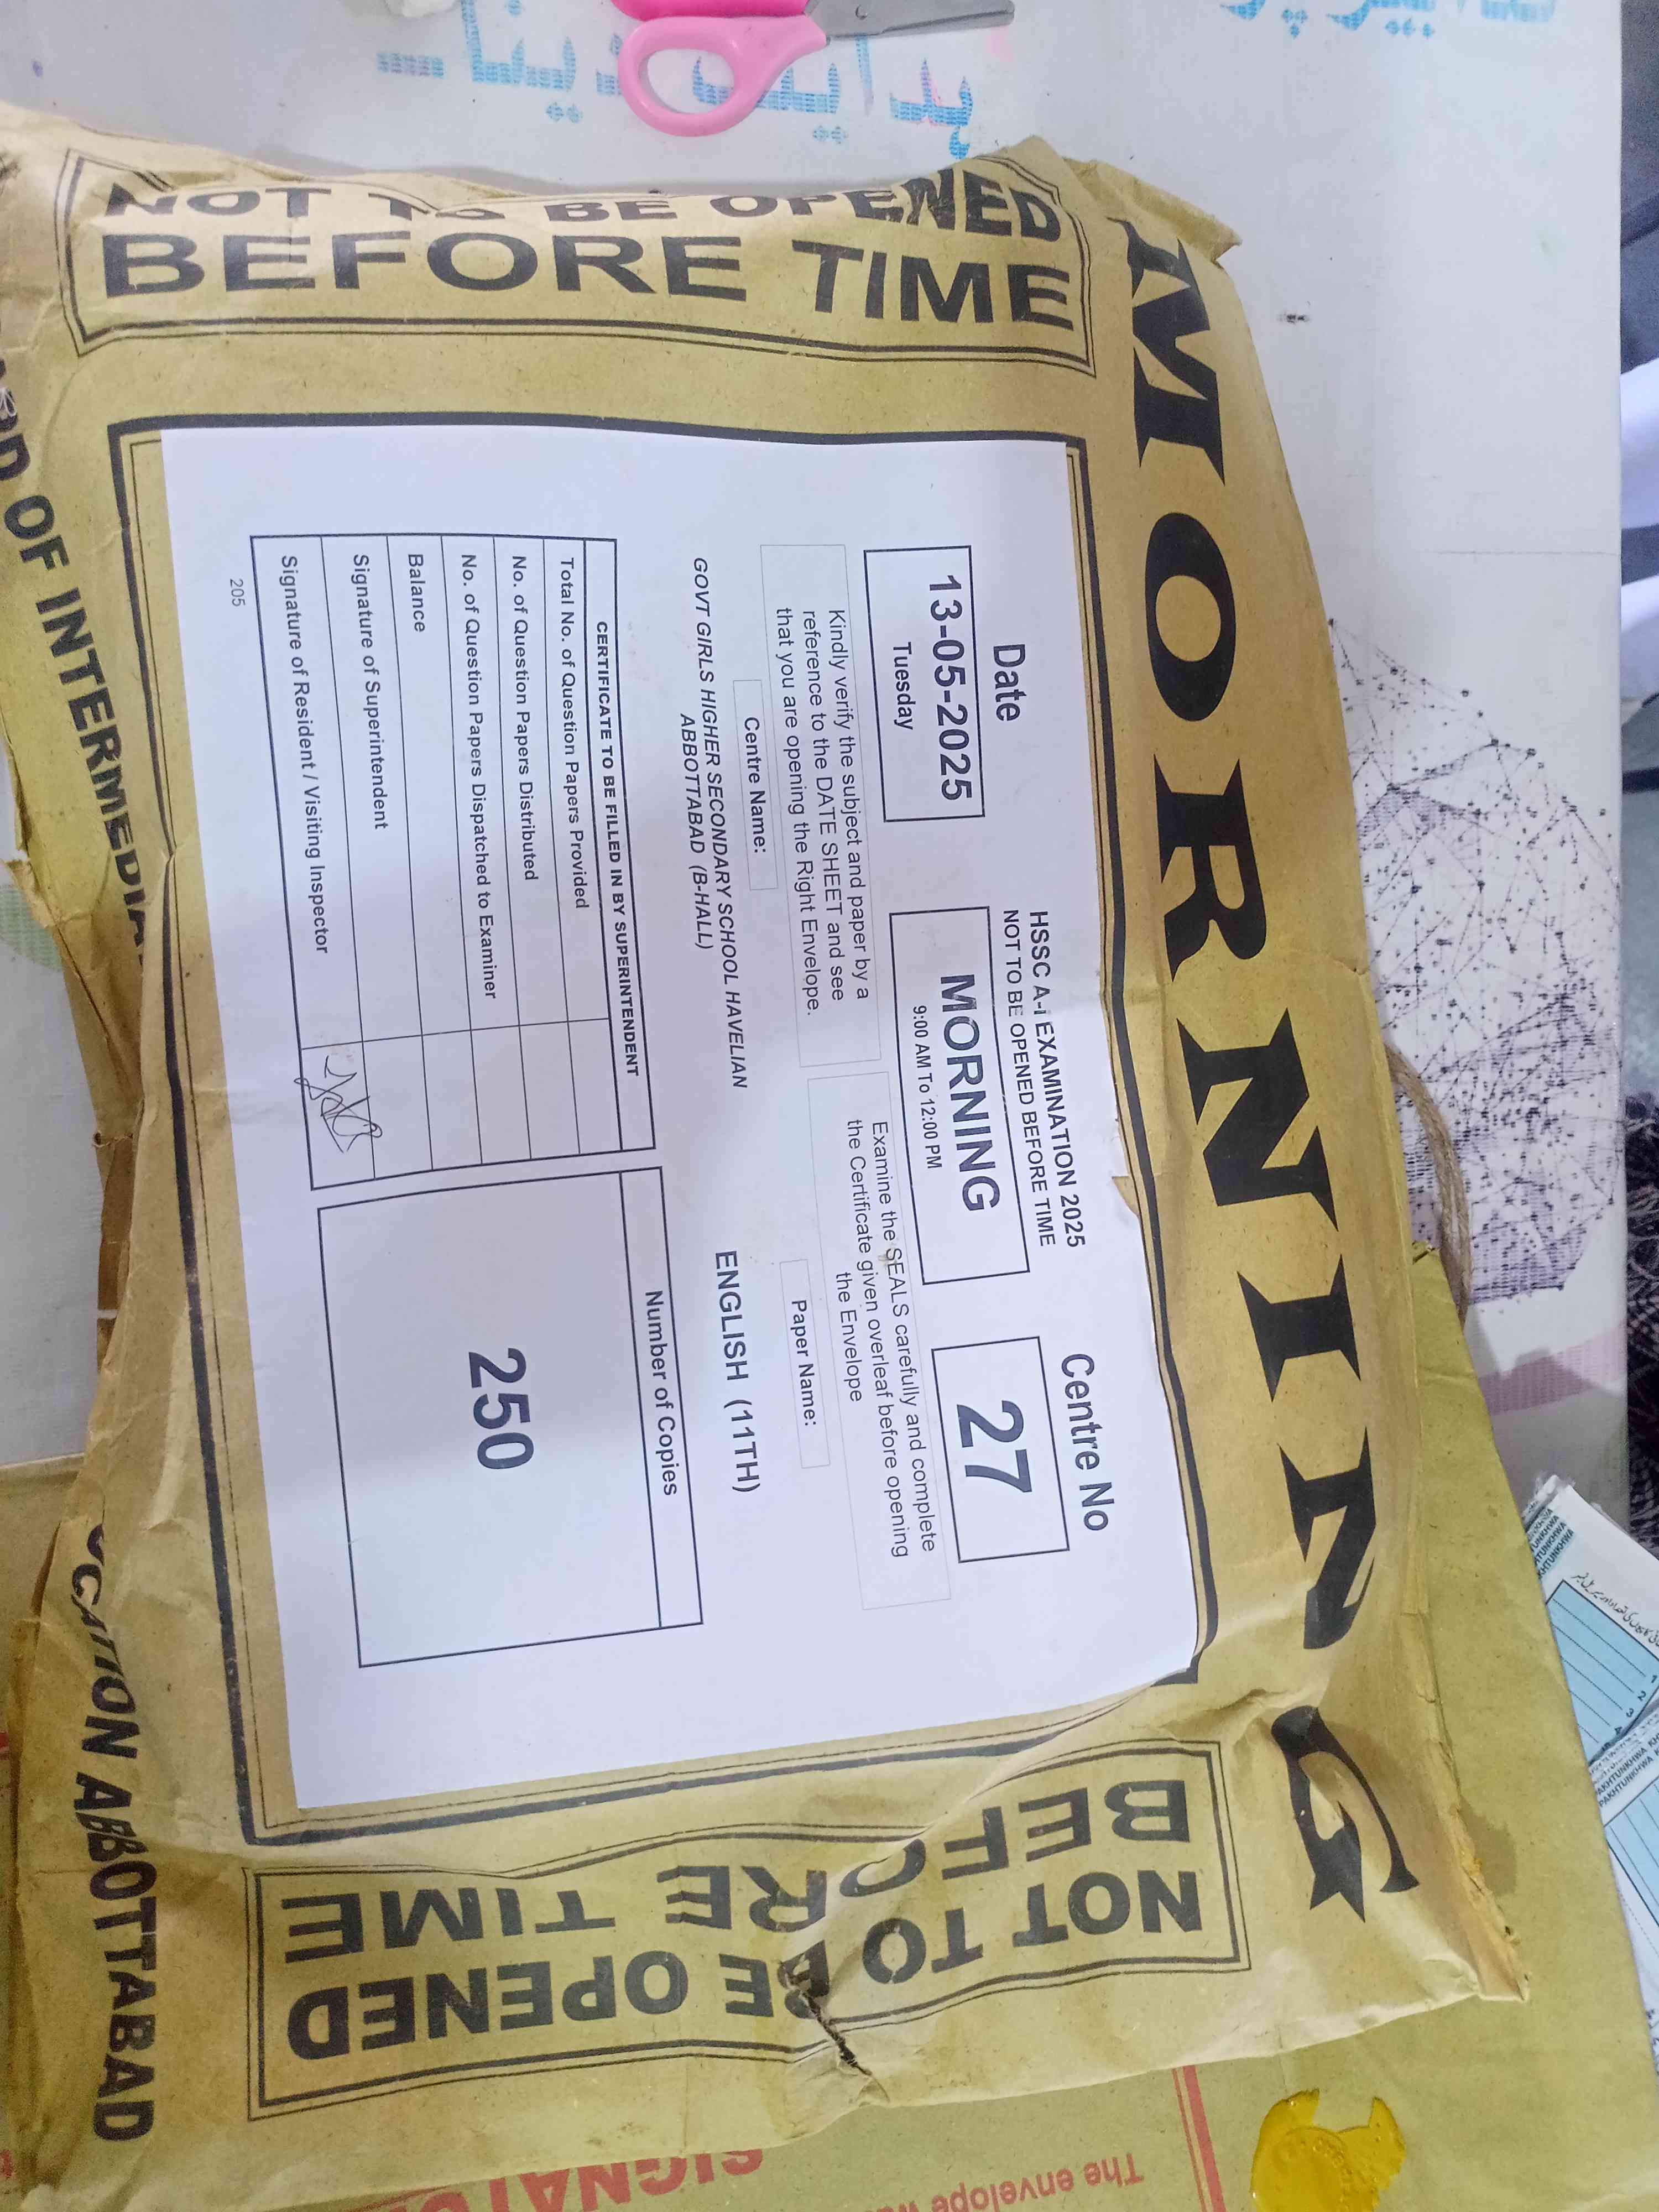 MORNING
NOT TO BE OPENED
BEFORE TIME
HSSC A-I EXAMINATION 2025
NOT TO BE OPENED BEFORE TIME
Date
13-05-2025
Tuesday
MORNING
9:00 AM To 12:00 PM
Centre No
27
Kindly verify the subject and paper by a
reference to the DATE SHEET and see
that you are opening the Right Envelope.
Examine the SEALS carefully and complete
the Certificate given overleaf before opening
the Envelope
Centre Name:
GOVT GIRLS HIGHER SECONDARY SCHOOL HAVELIAN
ABBOTTABAD (B-HALL)
Paper Name:
ENGLISH (11TH)
CERTIFICATE TO BE FILLED IN BY SUPERINTENDENT
Total No. of Question Papers Provided
No. of Question Papers Distributed
No. of Question Papers Dispatched to Examiner
Balance
Signature of Superintendent
Signature of Resident / Visiting Inspector
Number of Copies
250
205
NOT TO BE OPENED
BEFORE TIME
OF INTERMEDIA
CATION ABBOTTABAD
The envelope